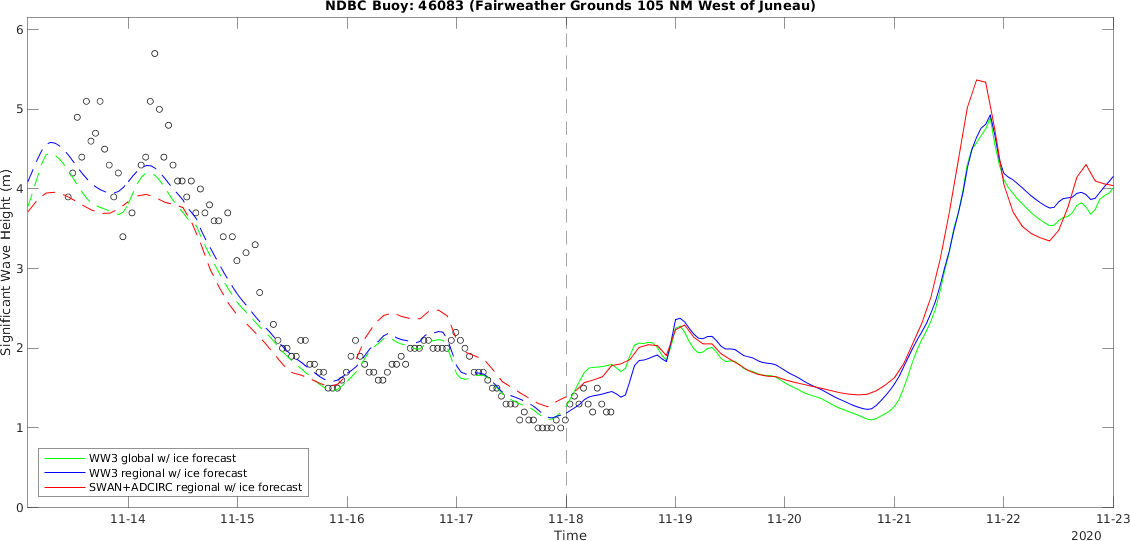 NDBC Buoy: 46083 (Fairweather Grounds 105 NM West of Juneau)
Significant Wave Height (m)
6
5
4
3
2
1
0
WW3 global w/ ice forecast
WW3 regional w/ ice forecast
SWAN+ADCIRC regional w/ ice forecast
11-14 11-15 11-16 11-17 11-18 11-19 11-20 11-21 11-22 11-23
Time
2020